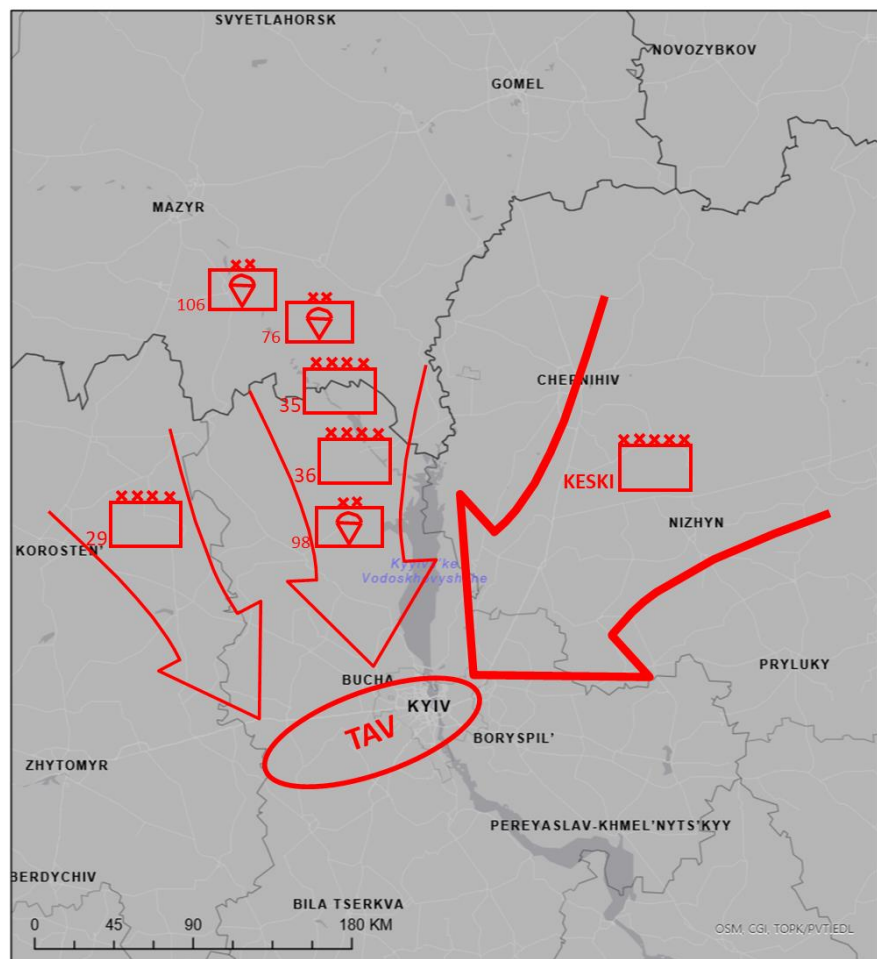 SVYETLAHORSK
NOVOZYBKOV
GOMEL
MAZYR
106
76
CHERNIHIV
35
36
KESKI
29
NIZHYN
KOROSTEN'
98
Vodoskhovyshche
PRYLUKY
BUCHA
KYIV
TAV
BORYSPIL'
ZHYTOMYR
PEREYASLAV-KHMEL'NYTS'KYY
BERDYCHIV
BILA TSERKVA
0 45 90 180 KM
OSM, CGI, TOPK/PVTIEDL